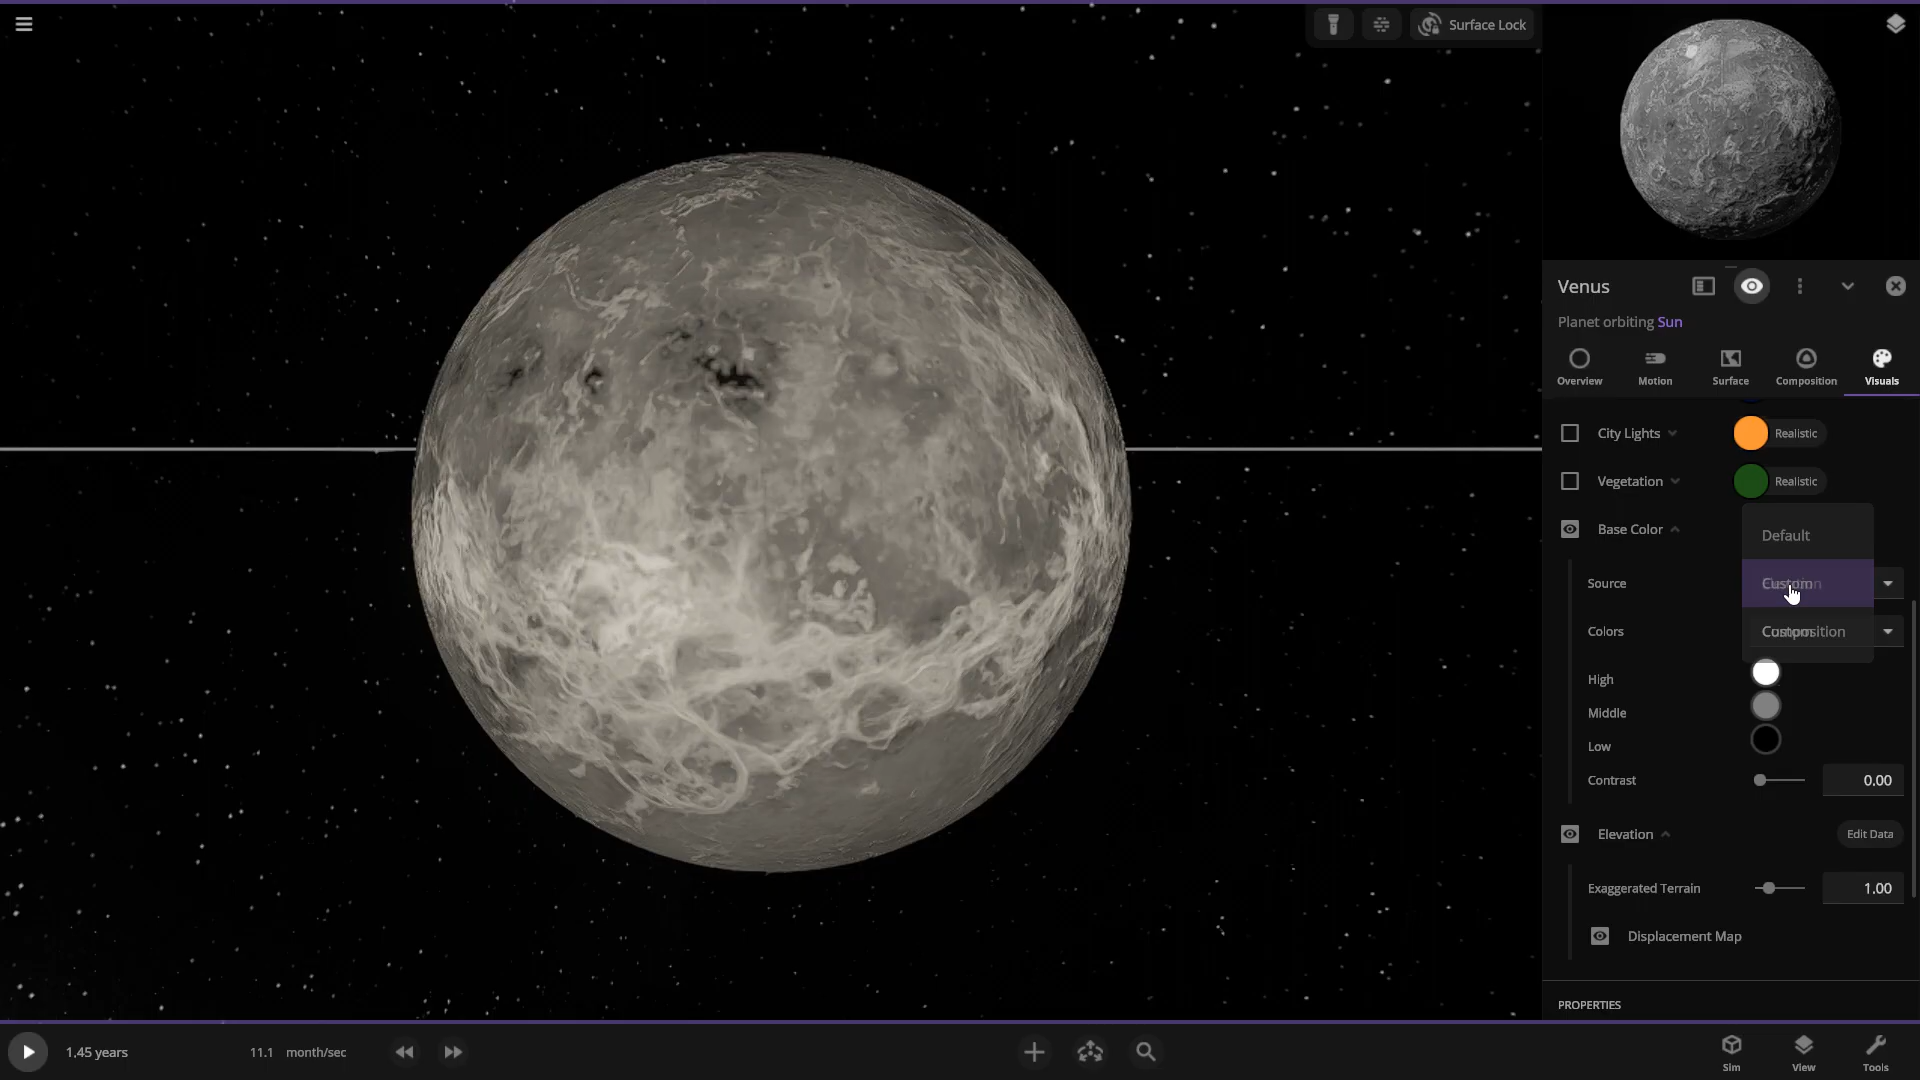 Surface Lock
Venus
Planet orbiting Sun
Overview
Motion
Surface
Composition
Visuals
City Lights
Realistic
Vegetation
Realistic
Base Color
Default
Source
Custom
Colors
Composition
High
Middle
Low
Contrast
0.00
Elevation
Edit Data
Exaggerated Terrain
1.00
Displacement Map
PROPERTIES
1.45 years
11.1 month/sec
Sim
View
Tools